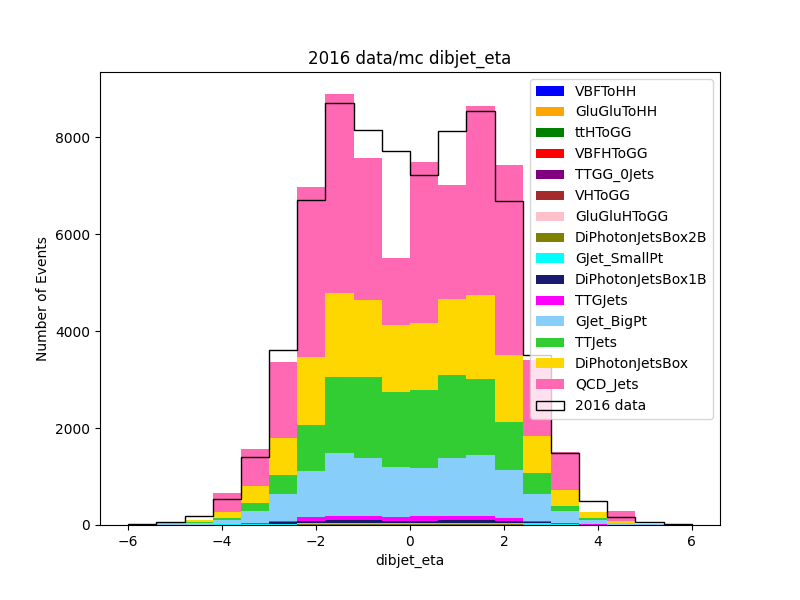 2016 data/mc dibjet_eta
Number of Events
8000
6000
4000
2000
0
−6
−4
−2
0
2
4
6
dibjet_eta
VBFToHH
GluGluToHH
ttHToGG
VBFHToGG
TTGG_0Jets
VHToGG
GluGluHToGG
DiPhotonJetsBox2B
GJet_SmallPt
DiPhotonJetsBox1B
TTGJets
GJet_BigPt
TTJets
DiPhotonJetsBox
QCD_Jets
2016 data